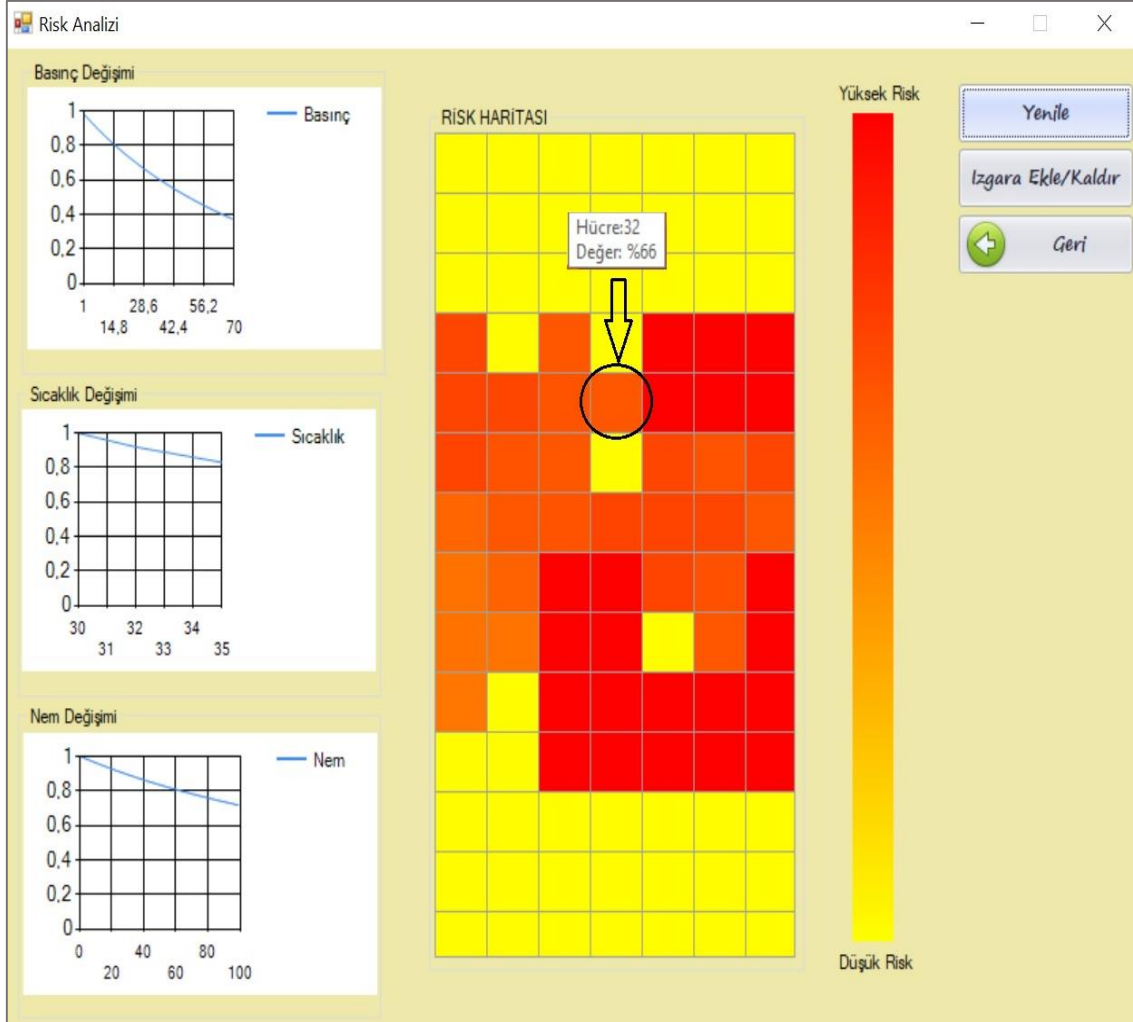 Risk Analizi
Basınç Değişimi
1
0,8
0,6
0,4
0,2
0
1 28,6 56,2
14,8 42,4 70
Basınç
Sıcaklık Değişimi
1
0,8
0,6
0,4
0,2
0
30 32 34
31 33 35
Sıcaklık
Nem Değişimi
1
0,8
0,6
0,4
0,2
0
0 40 80
20 60 100
Nem
RİSK HARİTASI
Hücre:32
Değer: %66
Yüksek Risk
Düşük Risk
Yenile
Izgara Ekle/Kaldır
Geri